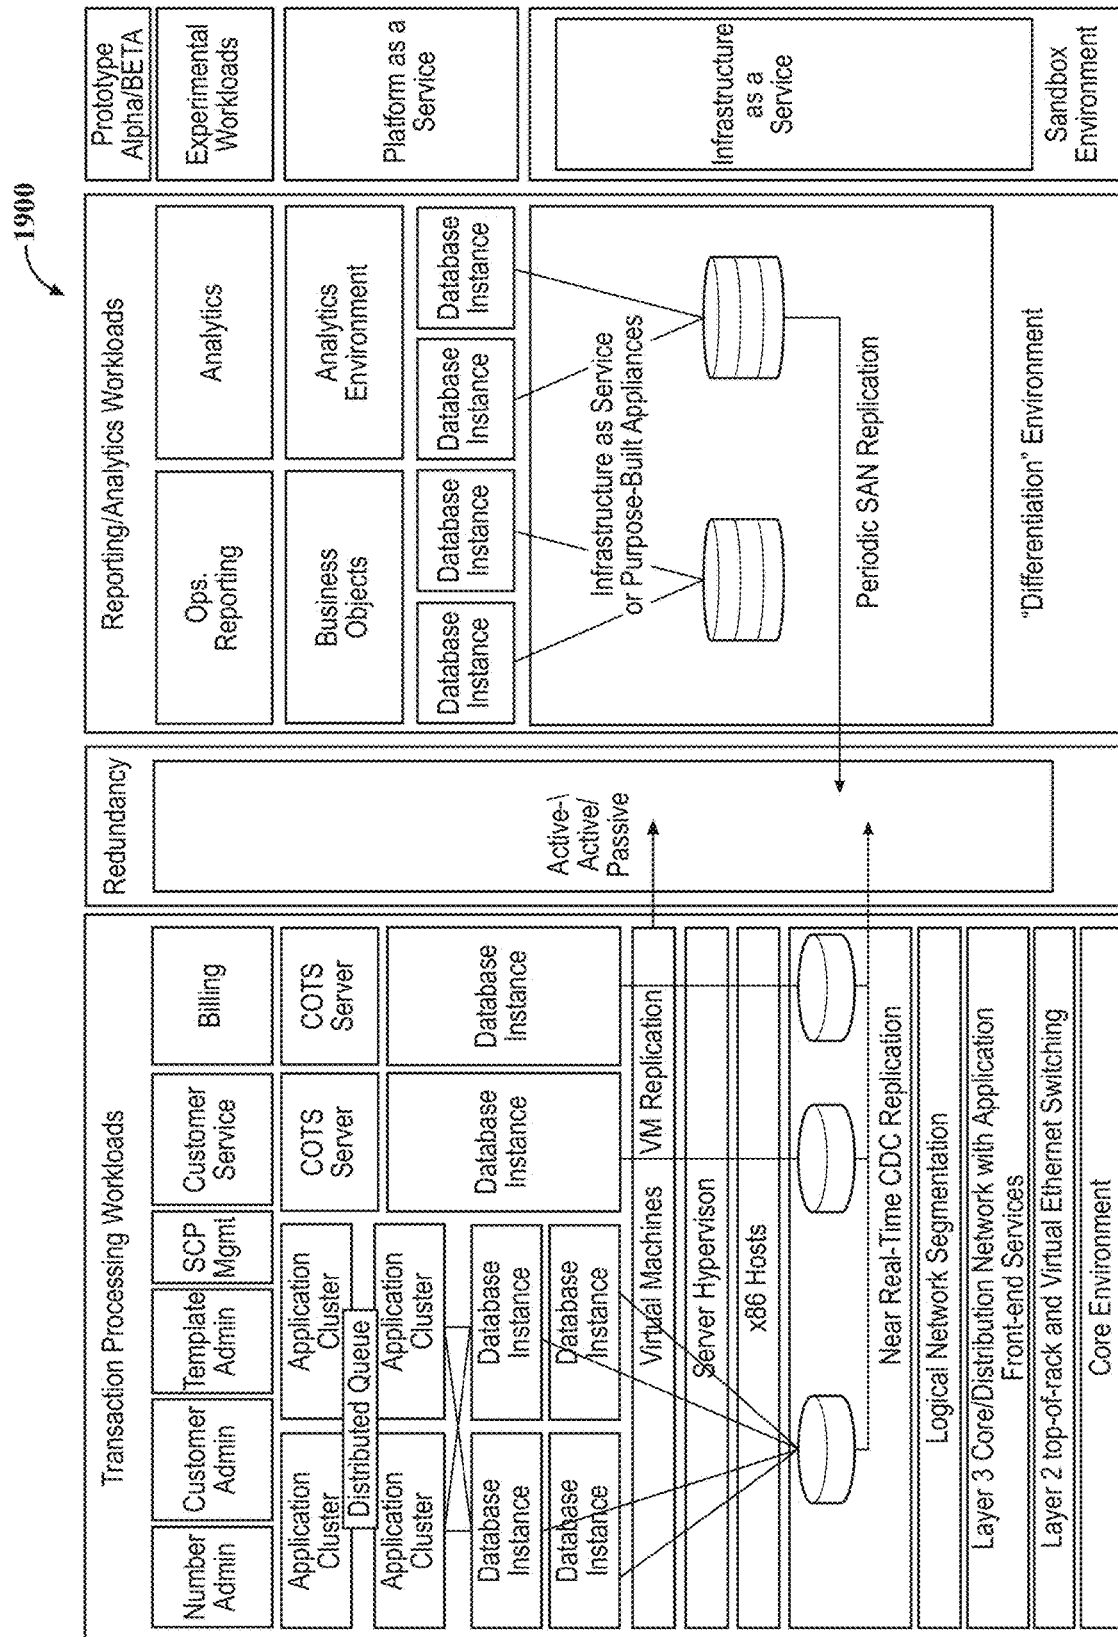 1900
Transaction Processing Workloads
Number
Admin
Customer
Admin
Template
Admin
SCP
Mgmt
Customer
Service
Billing
Application
Cluster
Application
Cluster
COTS
Server
COTS
Server
Distributed Queue
Application
Cluster
Application
Cluster
Database
Instance
Database
Instance
Database
Instance
Database
Instance
Database
Instance
Database
Instance
Virtual Machines
VM Replication
Server Hypervison
x86 Hosts
Near Real-Time CDC Replication
Logical Network Segmentation
Layer 3 Core/Distribution Network with Application
Front-end Services
Layer 2 top-of-rack and Virtual Ethernet Switching
Core Environment
Redundancy
Active-\
Active/
Passive
Reporting/Analytics Workloads
Ops.
Reporting
Analytics
Business
Objects
Analytics
Environment
Database
Instance
Database
Instance
Database
Instance
Database
Instance
Infrastructure as Service
or Purpose-Built Appliances
Periodic SAN Replication
"Differentiation" Environment
Prototype
Alpha/BETA
Experimental
Workloads
Platform as a
Service
Infrastructure
as a
Service
Sandbox
Environment